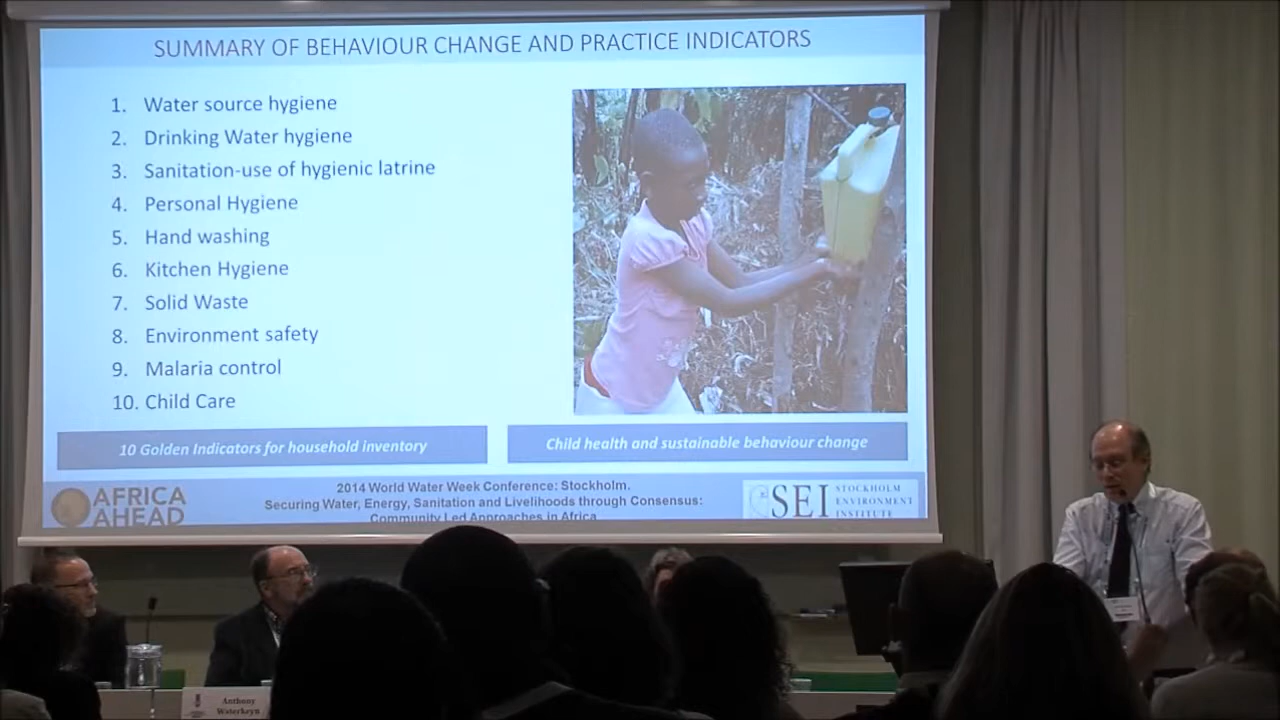 SUMMARY OF BEHAVIOUR CHANGE AND PRACTICE INDICATORS
1. Water source hygiene
2. Drinking Water hygiene
3. Sanitation-use of hygienic latrine
4. Personal Hygiene
5. Hand washing
6. Kitchen Hygiene
7. Solid Waste
8. Environment safety
9. Malaria control
10. Child Care
10 Golden Indicators for household inventory
Child health and sustainable behaviour change
AFRICA
AHEAD
2014 World Water Week Conference: Stockholm.
Securing Water, Energy, Sanitation and Livelihoods through Consensus:
Community Led Approaches in Africa
SEI
STOCKHOLM
ENVIRONMENT
INSTITUTE
Anthony
Waterkeyn